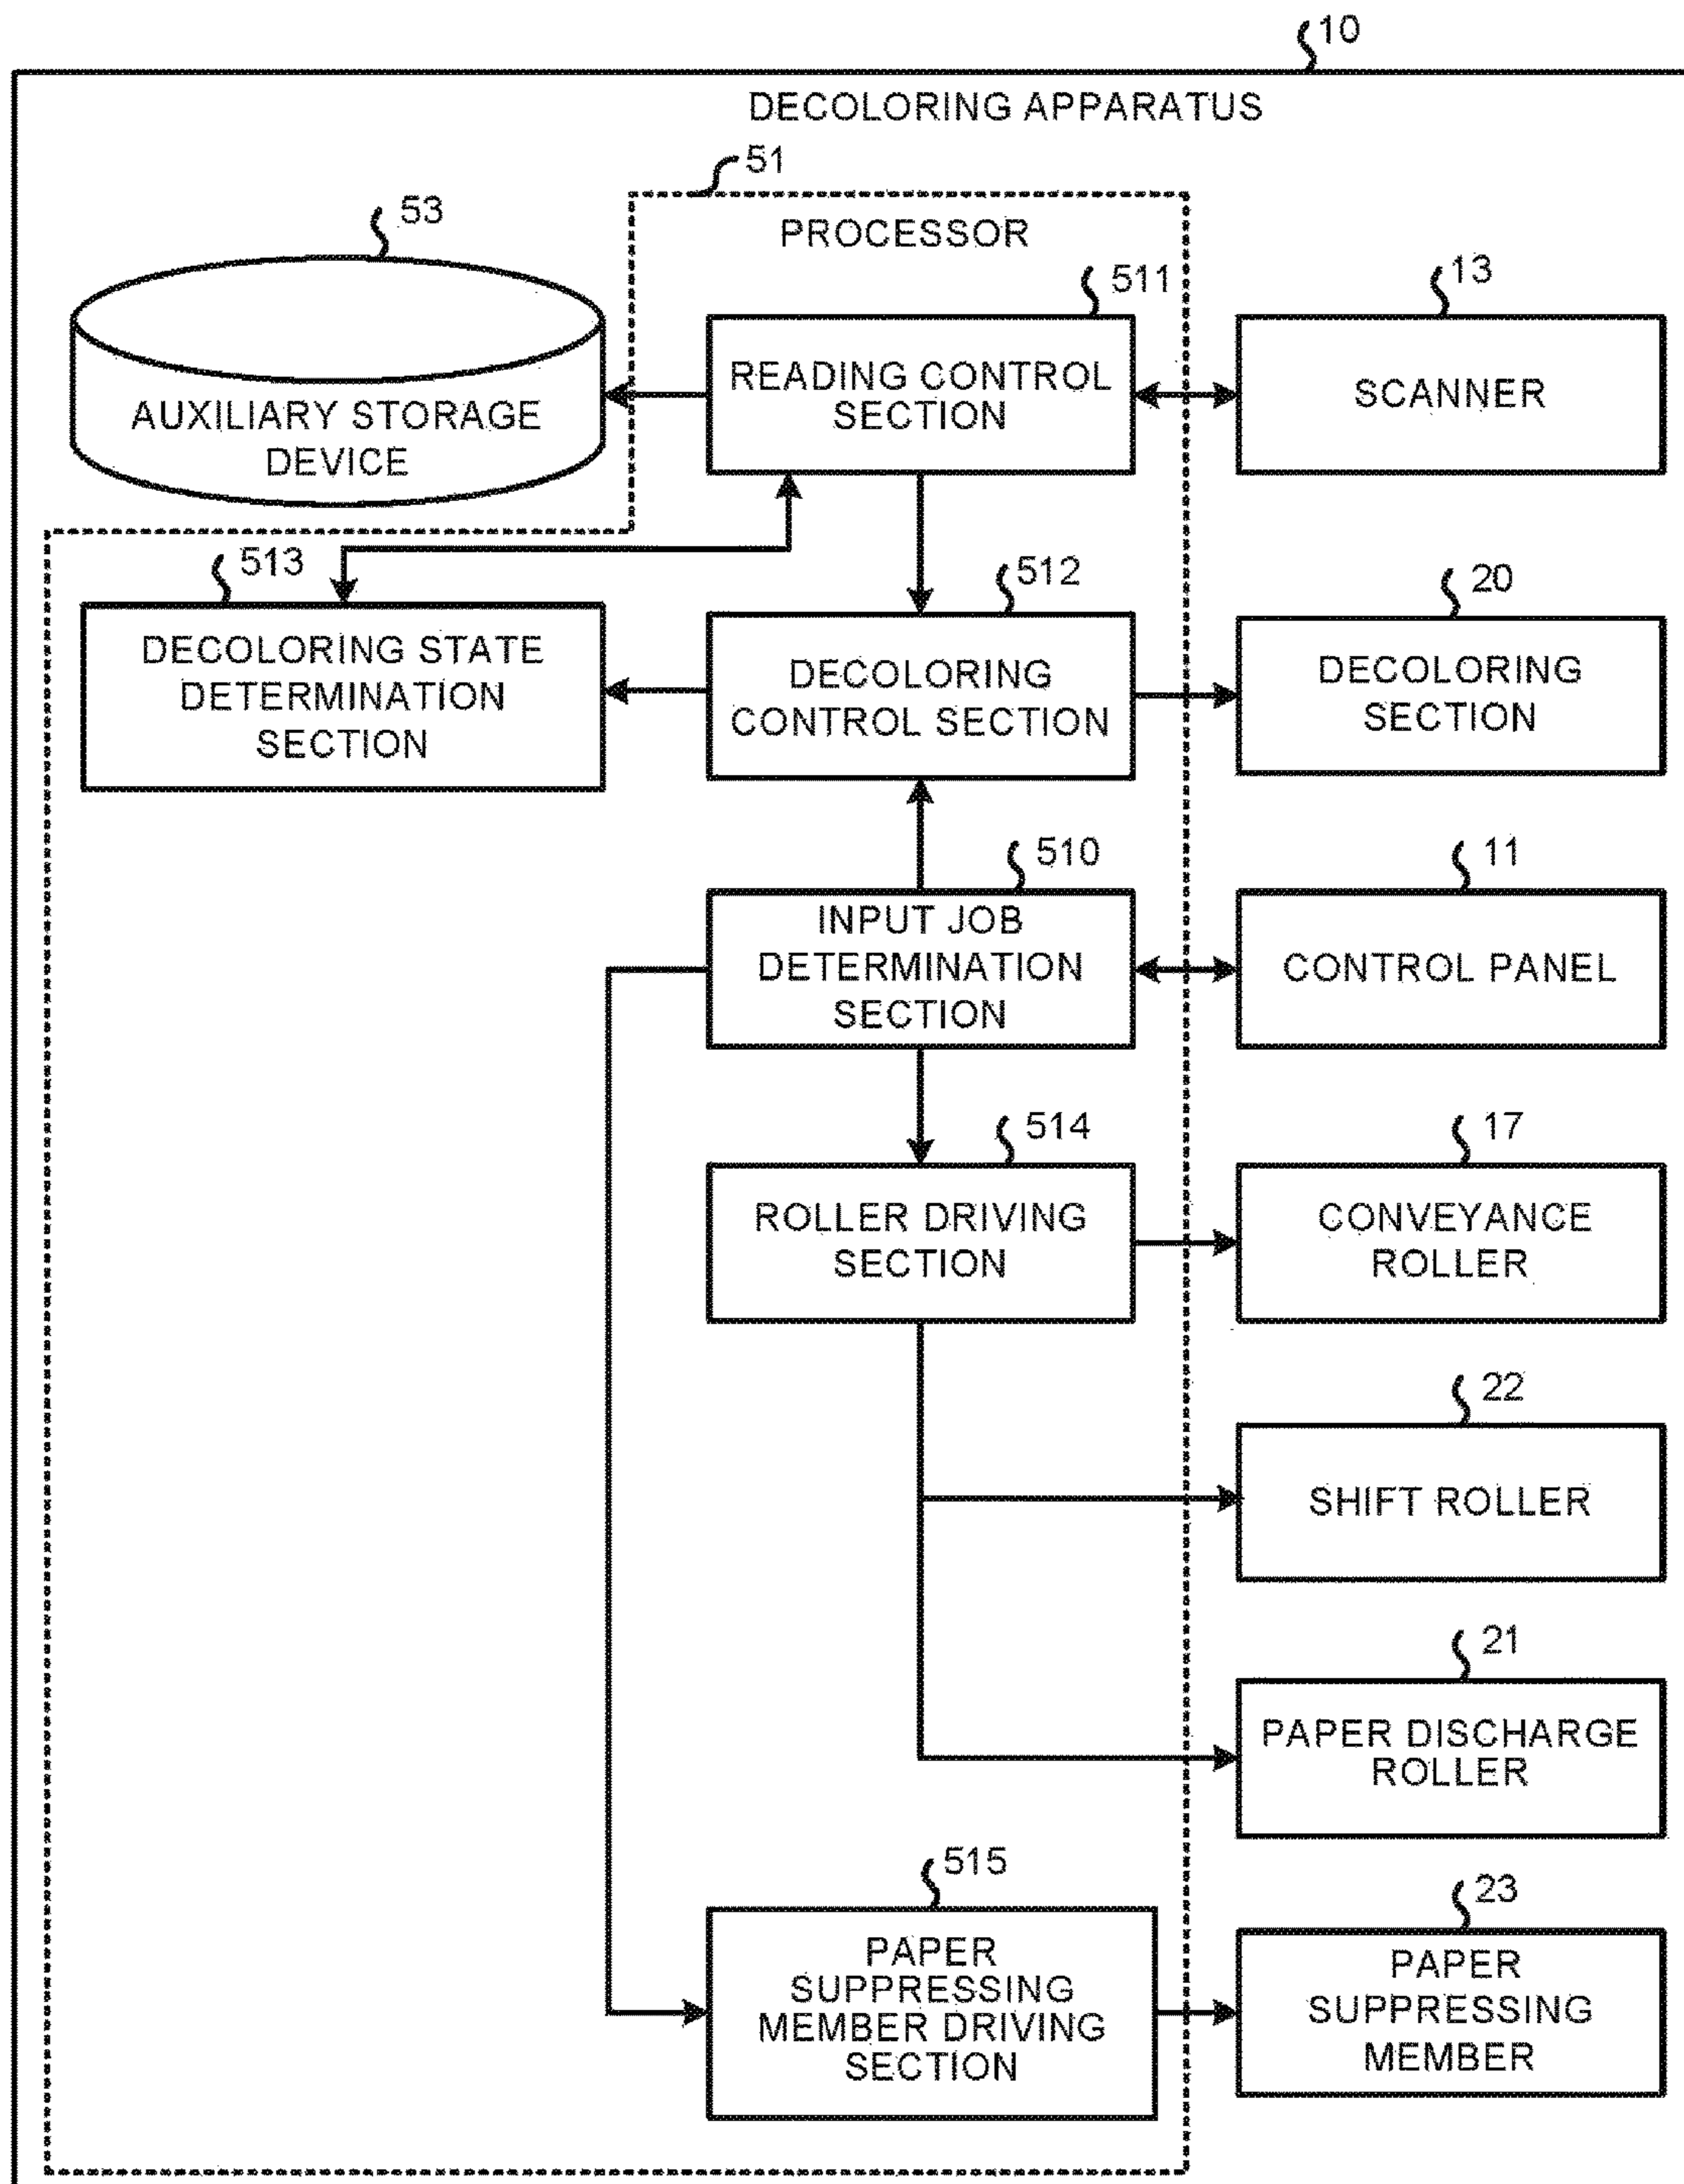 10
DECOLORING APPARATUS
51
53
PROCESSOR
511
13
AUXILIARY STORAGE
DEVICE
READING CONTROL
SECTION
SCANNER
513
512
20
DECOLORING STATE
DETERMINATION
SECTION
DECOLORING
CONTROL SECTION
DECOLORING
SECTION
510
11
INPUT JOB
DETERMINATION
SECTION
CONTROL PANEL
514
17
ROLLER DRIVING
SECTION
CONVEYANCE
ROLLER
22
SHIFT ROLLER
21
PAPER DISCHARGE
ROLLER
515
23
PAPER
SUPPRESSING
MEMBER DRIVING
SECTION
PAPER
SUPPRESSING
MEMBER